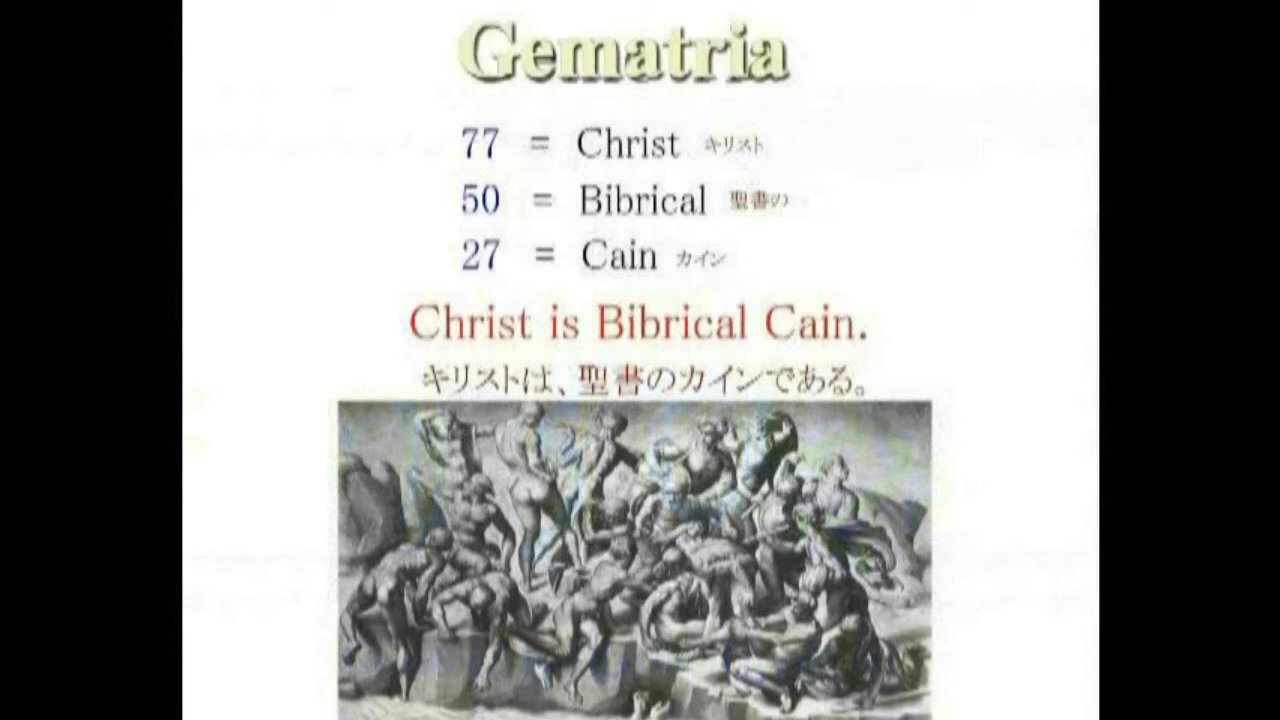 Gematria
77 = Christ キリスト
50 = Bibrical 聖書の
27 = Cain カイン
Christ is Bibrical Cain.
キリストは、聖書のカインである。